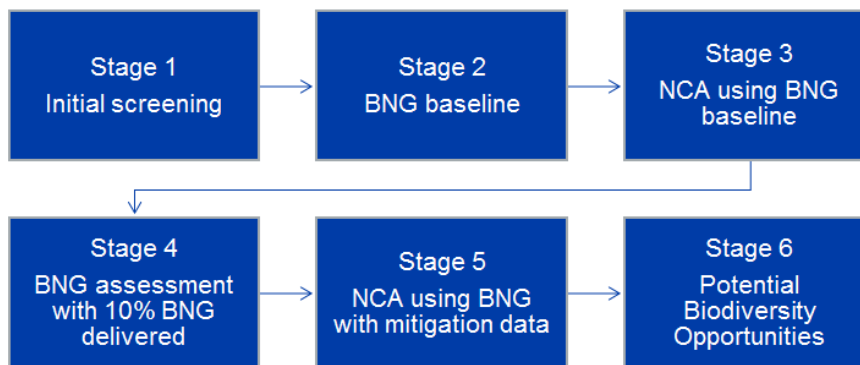 Stage 1
Initial screening
Stage 2
BNG baseline
Stage 3
NCA using BNG
baseline
Stage 4
BNG assessment
with 10% BNG
delivered
Stage 5
NCA using BNG
with mitigation data
Stage 6
Potential
Biodiversity
Opportunities